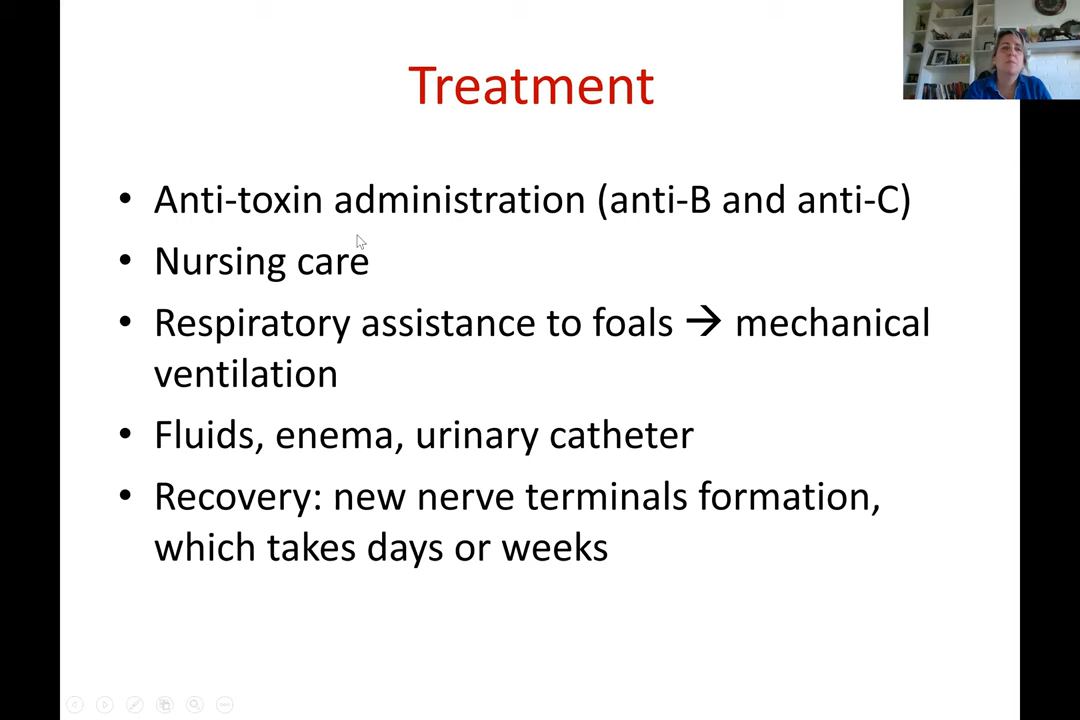 Treatment
• Anti-toxin administration (anti-B and anti-C)
• Nursing care
• Respiratory assistance to foals → mechanical
ventilation
• Fluids, enema, urinary catheter
• Recovery: new nerve terminals formation,
which takes days or weeks